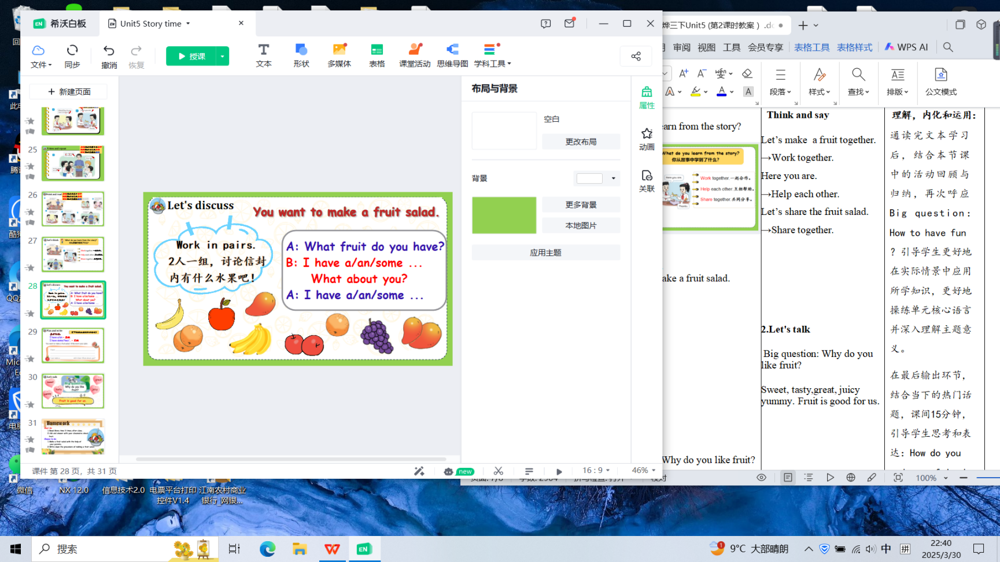 希沃白板
Unit5 Story time
文件
同步
撤消
恢复
授课
文本
形状
多媒体
表格
课堂活动
思维导图
学科工具
新建页面
25
26
27
28
29
30
31
Let's discuss
You want to make a fruit salad.
Work in pairs.
2人一组，讨论信封
内有什么水果吧！
A: What fruit do you have?
B: I have a/an/some ...
What about you?
A: I have a/an/some ...
Homework
布局与背景
空白
更改布局
背景
更多背景
本地图片
应用主题
属性
动画
关联
课件 第 28 页，共 31 页
new
16 : 9
46%
烨三下Unit5 (第2课时教案 ) .dc
审阅 视图 工具 会员专享 表格工具 表格样式 WPS AI
段落
样式
查找
排版
公文模式
arn from the story?
What do you learn from the story?
你从故事中学到了什么?
Here you are.
Thanks.
Work together.一起合作。
Help each other.互相帮助。
Share together.共同分享。
ake a fruit salad.
Why do you like fruit?
Think and say
Let’s make a fruit together.
→Work together.
Here you are.
→Help each other.
Let’s share the fruit salad.
→Share together.
2.Let's talk
Big question: Why do you
like fruit?
Sweet, tasty,great, juicy
yummy. Fruit is good for us.
理解，内化和运用：
通读完文本学习
后，结合本节课
中的活动回顾与
归纳，再次呼应
Big question:
How to have fun
？引导学生更好地
在实际情景中应用
所学知识，更好地
操练单元核心语言
并深入理解主题意
义。
在最后输出环节，
结合当下的热门话
题，课间15分钟，
引导学生思考和表
达：How do you
100%
微信
NX 12.0
信息技术2.0
电票平台打印
控件V1.4
江南农村商业
银行_网银...
搜索
9°C 大部晴朗
中
拼
22:40
2025/3/30